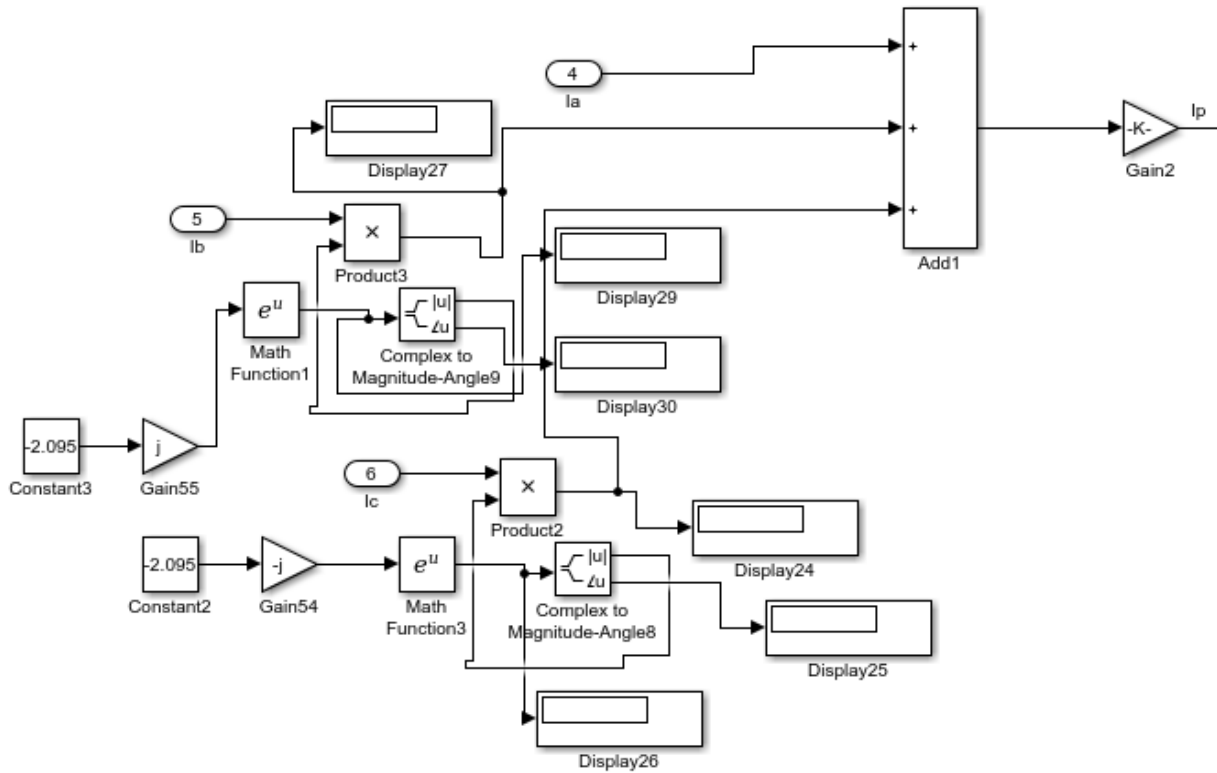 4
Ia
+
+
+
-K-
Gain2
Ip
Add1
Display27
5
Ib
×
Product3
Display29
e^u
Math
Function1
|u|
∠u
Complex to
Magnitude-Angle9
Display30
-2.095
Constant3
j
Gain55
6
Ic
×
Product2
Display24
-2.095
Constant2
-j
Gain54
e^u
Math
Function3
|u|
∠u
Complex to
Magnitude-Angle8
Display25
Display26